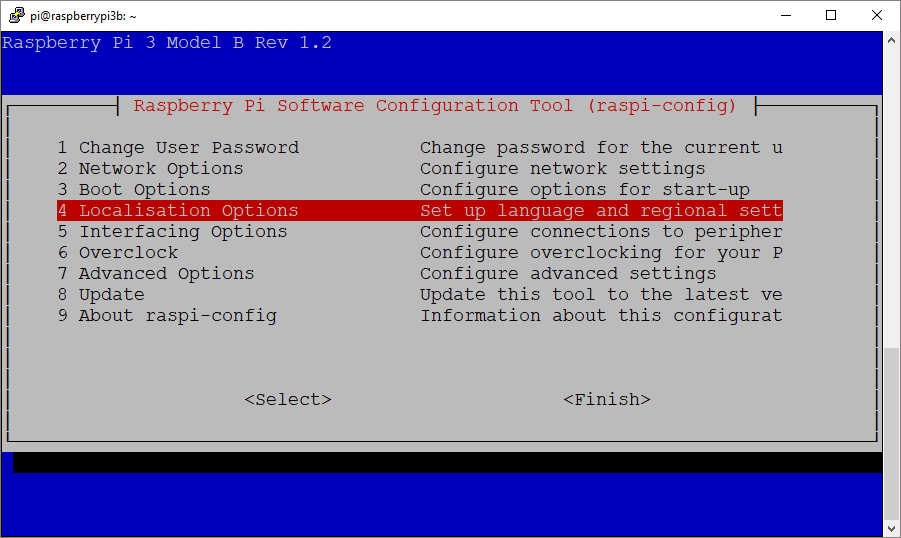 pi@raspberrypi3b: ~
Raspberry Pi 3 Model B Rev 1.2
Raspberry Pi Software Configuration Tool (raspi-config)
1 Change User Password Change password for the current u
2 Network Options Configure network settings
3 Boot Options Configure options for start-up
4 Localisation Options Set up language and regional sett
5 Interfacing Options Configure connections to peripher
6 Overclock Configure overclocking for your P
7 Advanced Options Configure advanced settings
8 Update Update this tool to the latest ve
9 About raspi-config Information about this configurat
<Select> <Finish>